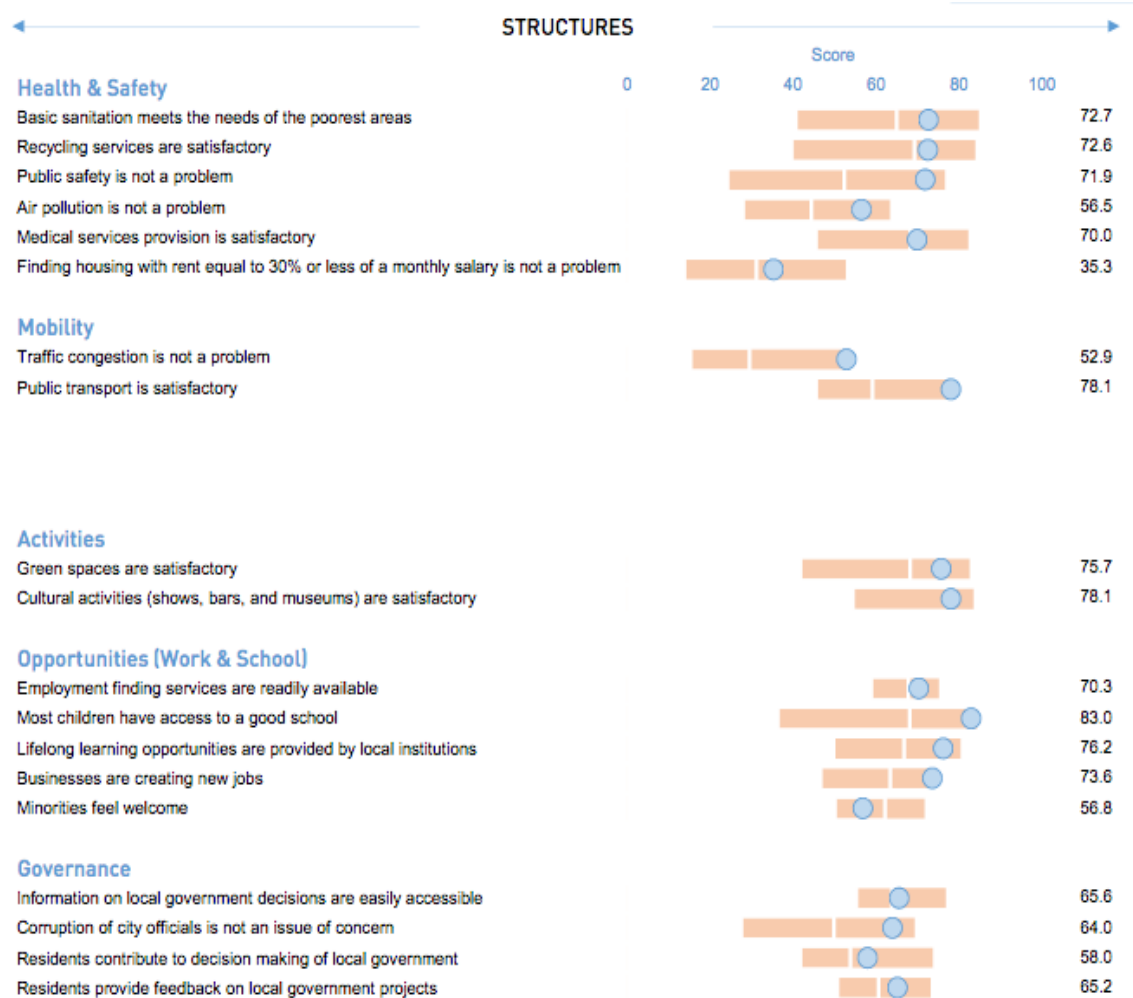 STRUCTURES
Score
Health & Safety 0 20 40 60 80 100
Basic sanitation meets the needs of the poorest areas 72.7
Recycling services are satisfactory 72.6
Public safety is not a problem 71.9
Air pollution is not a problem 56.5
Medical services provision is satisfactory 70.0
Finding housing with rent equal to 30% or less of a monthly salary is not a problem 35.3
Mobility
Traffic congestion is not a problem 52.9
Public transport is satisfactory 78.1
Activities
Green spaces are satisfactory 75.7
Cultural activities (shows, bars, and museums) are satisfactory 78.1
Opportunities (Work & School)
Employment finding services are readily available 70.3
Most children have access to a good school 83.0
Lifelong learning opportunities are provided by local institutions 76.2
Businesses are creating new jobs 73.6
Minorities feel welcome 56.8
Governance
Information on local government decisions are easily accessible 65.6
Corruption of city officials is not an issue of concern 64.0
Residents contribute to decision making of local government 58.0
Residents provide feedback on local government projects 65.2